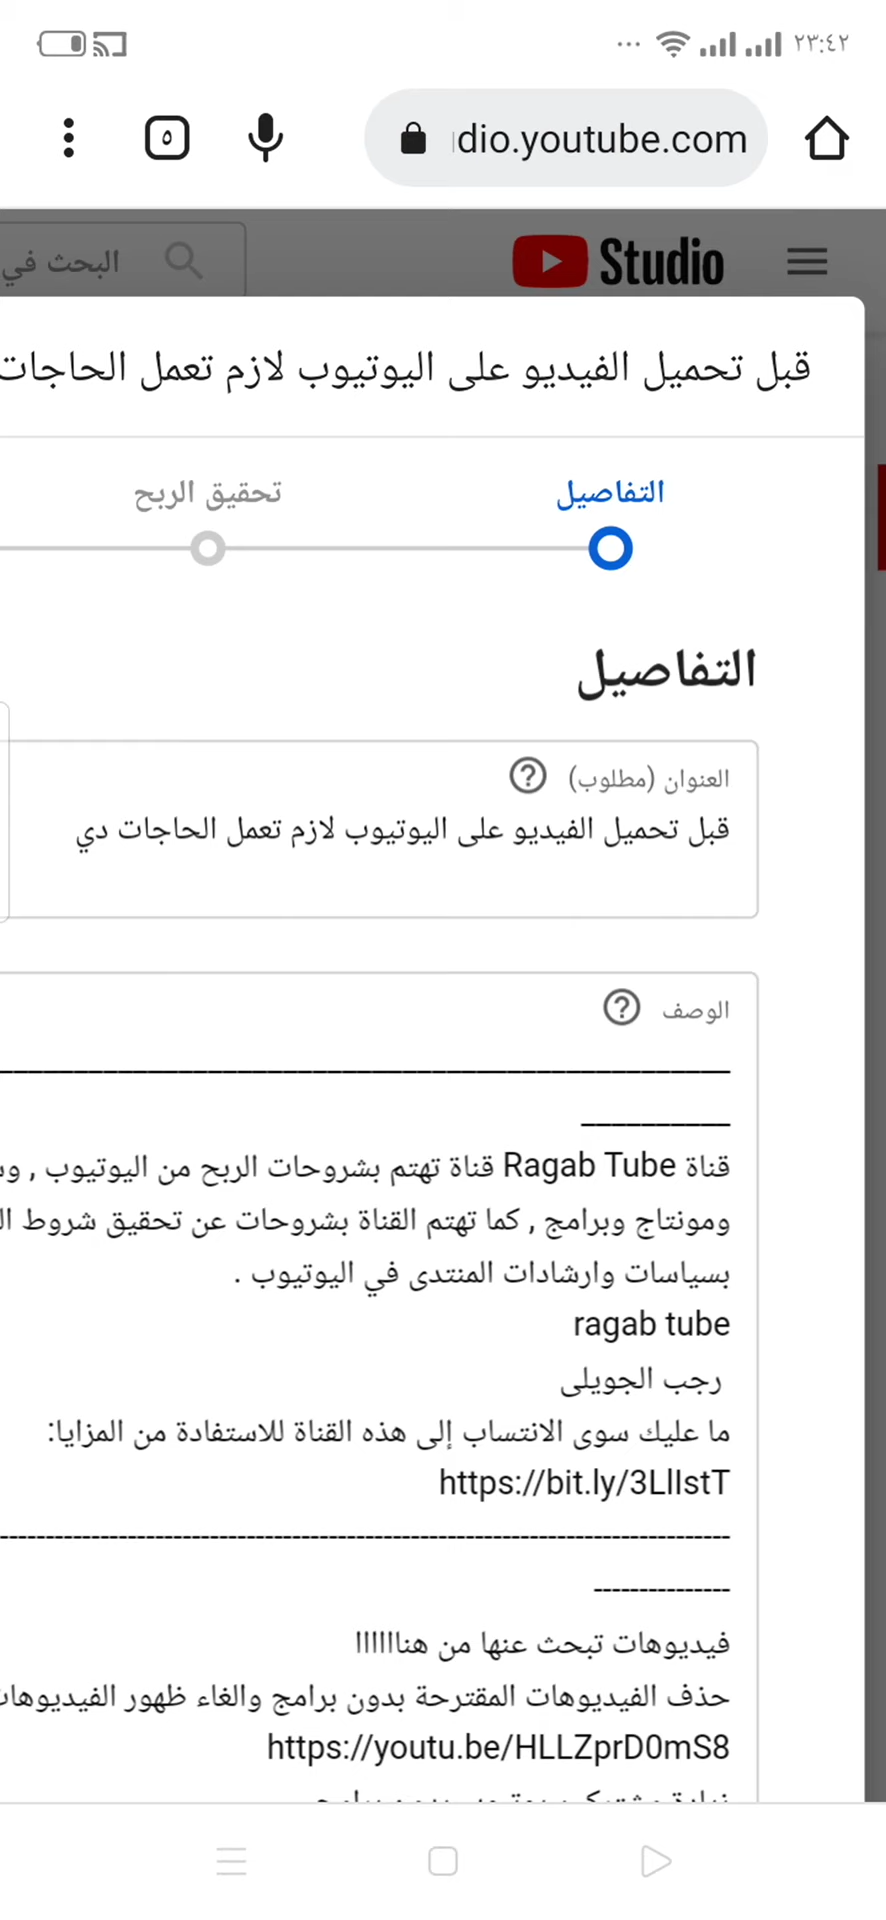 ٢٣:٤٢
dio.youtube.com
٥
Studio
البحث في
قبل تحميل الفيديو على اليوتيوب لازم تعمل الحاجات
التفاصيل
تحقيق الربح
التفاصيل
العنوان (مطلوب)
قبل تحميل الفيديو على اليوتيوب لازم تعمل الحاجات دي
الوصف
قناة Ragab Tube قناة تهتم بشروحات الربح من اليوتيوب ,
ومونتاج وبرامج , كما تهتم القناة بشروحات عن تحقيق شروط
بسياسات وارشادات المنتدى في اليوتيوب .
ragab tube
رجب الجويلى
ما عليك سوى الانتساب إلى هذه القناة للاستفادة من المزايا:
https://bit.ly/3LlIstT
فيديوهات تبحث عنها من هناااااا
حذف الفيديوهات المقترحة بدون برامج والغاء ظهور الفيديوهات
https://youtu.be/HLLZprD0mS8